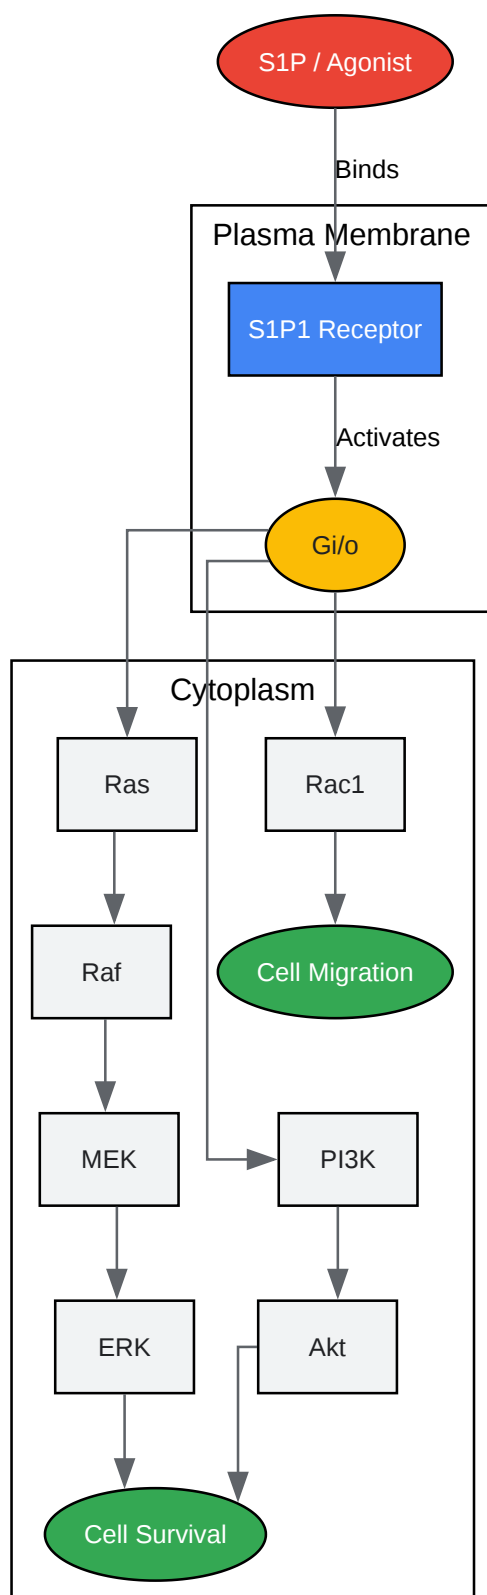 S1P / Agonist
Binds
Plasma Membrane
S1P1 Receptor
Activates
Gi/o
Cytoplasm
Ras
Rac1
Raf
Cell Migration
MEK
PI3K
ERK
Akt
Cell Survival